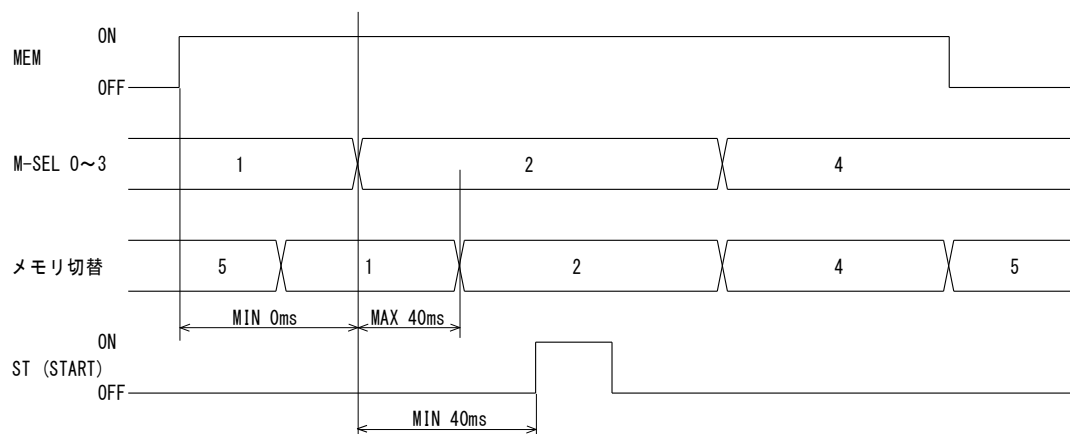 ON
MEM
OFF
M-SEL 0～3
1
2
4
メモリ切替
5
1
2
4
5
MIN 0ms
MAX 40ms
ON
ST (START)
OFF
MIN 40ms